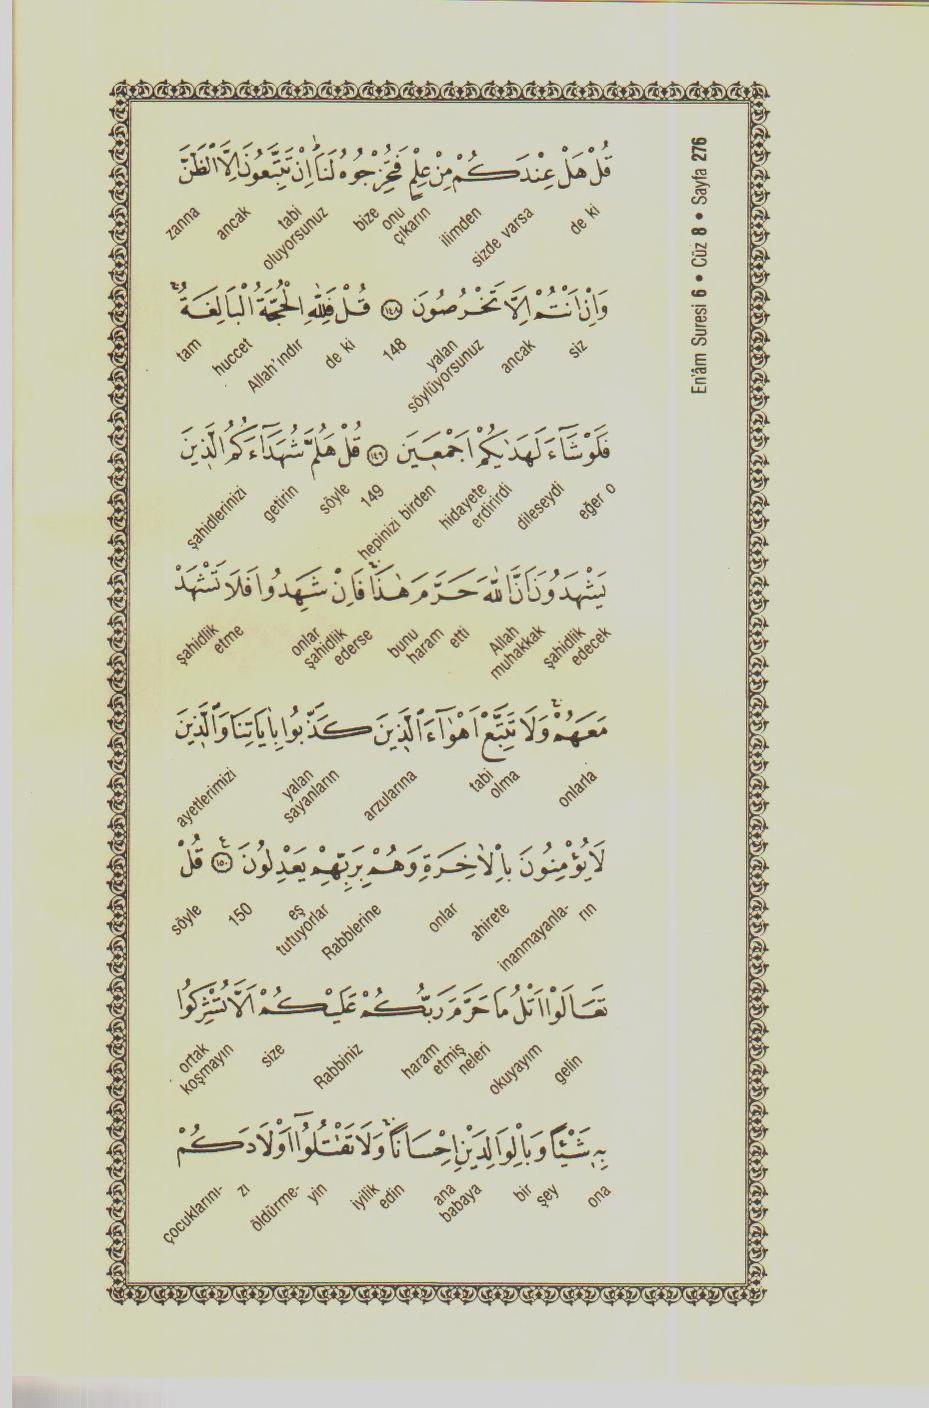 En'âm Suresi 6 • Cüz 8 • Sayfa 276
قُلْ هَلْ عِنْدَكُمْ مِنْ عِلْمٍ فَتُخْرِجُوهُ لَنَا اِنْ تَتَّبِعُونَ اِلَّا الظَّنَّ
de ki sizde varsa ilimden onu çıkarın bize tabi oluyorsunuz ancak zanna
وَاِنْ اَنْتُمْ اِلَّا تَخْرُصُونَ ﴿١٤٨﴾ قُلْ فَلِلّٰهِ الْحُجَّةُ الْبَالِغَةُ
siz ancak yalan söylüyorsunuz 148 de ki Allah'ındır huccet tam
فَلَوْ شَٓاءَ لَهَدٰيكُمْ اَجْمَعِينَ ﴿١٤٩﴾ قُلْ هَلُمَّ شُهَدَٓاءَكُمُ الَّذِينَ
eğer o dileseydi hidayete erdirirdi hepinizi birden 149 söyle getirin şahidlerinizi
يَشْهَدُونَ اَنَّ اللّٰهَ حَرَّمَ هٰذَا فَاِنْ شَهِدُوا فَلَا تَشْهَدْ
şahidlik edecek Allah muhakkak etti haram bunu onlar şahidlik ederse şahidlik etme
مَعَهُمْ وَلَا تَتَّبِعْ اَهْوَٓاءَ الَّذِينَ كَذَّبُوا بِاٰيَاتِنَا وَالَّذِينَ
onlarla tabi olma arzularına yalan sayanların ayetlerimizi
لَا يُؤْمِنُونَ بِالْاٰخِرَةِ وَهُمْ بِرَبِّهِمْ يَعْدِلُونَ ﴿١٥٠﴾ قُلْ
inanmayanla- rın ahirete onlar Rabblerine eş tutuyorlar 150 söyle
تَعَالَوْا اَتْلُ مَا حَرَّمَ رَبُّكُمْ عَلَيْكُمْ اَلَّا تُشْرِكُوا
gelin okuyayım haram etmiş neleri Rabbiniz size ortak koşmayın
بِهِ شَيْئًا وَبِالْوَالِدَيْنِ اِحْسَانًا وَلَا تَقْتُلُٓوا اَوْلَادَكُمْ
ona bir şey ana babaya iyilik edin öldürme- yin çocuklarını- zı